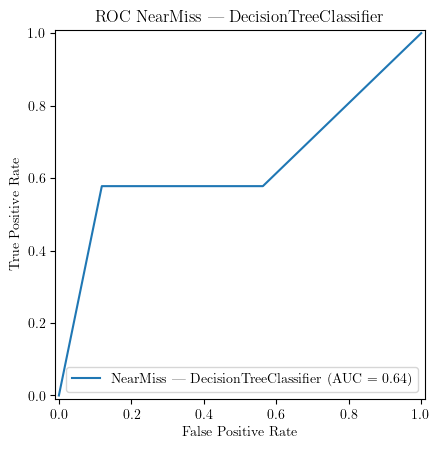 ROC NearMiss — DecisionTreeClassifier
1.0
0.8
0.6
0.4
0.2
0.0
True Positive Rate
NearMiss — DecisionTreeClassifier (AUC = 0.64)
0.0 0.2 0.4 0.6 0.8 1.0
False Positive Rate